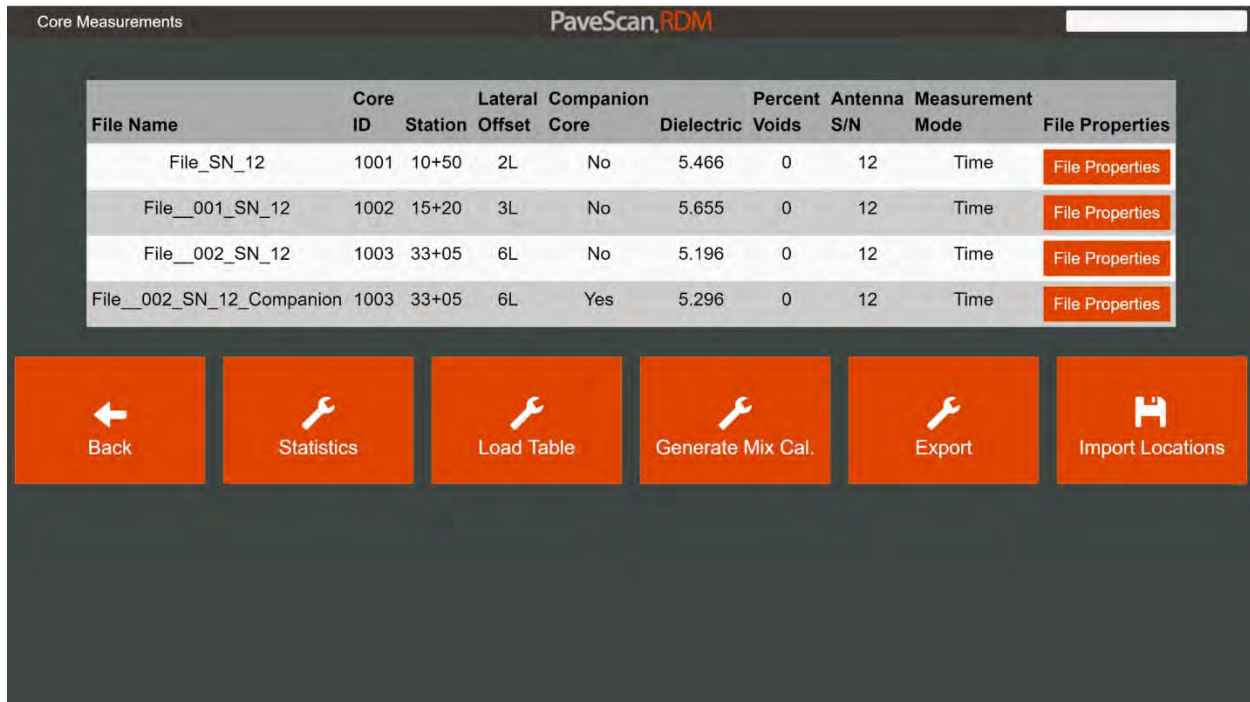 Core Measurements
PaveScan.RDM
File Name Core ID Station Lateral Offset Companion Core Dielectric Percent Voids Antenna S/N Measurement Mode File Properties
File_SN_12 1001 10+50 2L No 5.466 0 12 Time File Properties
File__001_SN_12 1002 15+20 3L No 5.655 0 12 Time File Properties
File__002_SN_12 1003 33+05 6L No 5.196 0 12 Time File Properties
File__002_SN_12_Companion 1003 33+05 6L Yes 5.296 0 12 Time File Properties
Back Statistics Load Table Generate Mix Cal. Export Import Locations